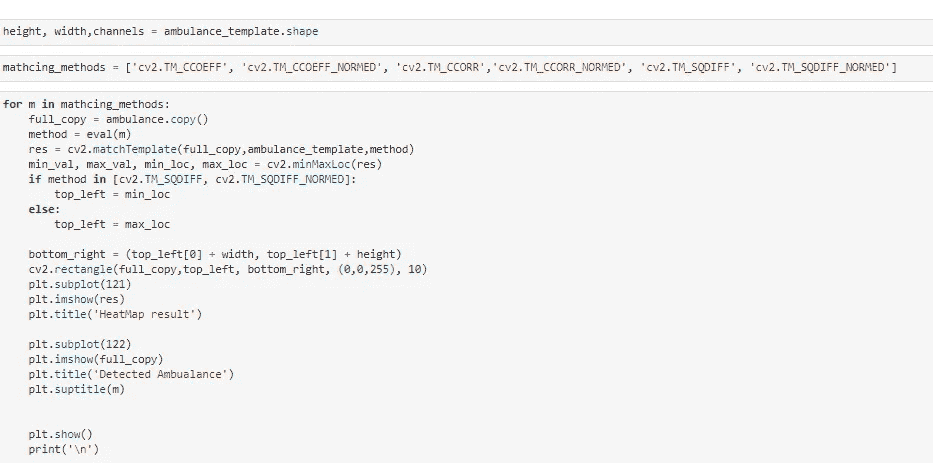 height, width,channels = ambulance_template.shape
mathcing_methods = ['cv2.TM_CCOEFF', 'cv2.TM_CCOEFF_NORMED', 'cv2.TM_CCORR','cv2.TM_CCORR_NORMED', 'cv2.TM_SQDIFF', 'cv2.TM_SQDIFF_NORMED']
for m in mathcing_methods:
    full_copy = ambulance.copy()
    method = eval(m)
    res = cv2.matchTemplate(full_copy,ambulance_template,method)
    min_val, max_val, min_loc, max_loc = cv2.minMaxLoc(res)
    if method in [cv2.TM_SQDIFF, cv2.TM_SQDIFF_NORMED]:
        top_left = min_loc
    else:
        top_left = max_loc
    bottom_right = (top_left[0] + width, top_left[1] + height)
    cv2.rectangle(full_copy,top_left, bottom_right, (0,0,255), 10)
    plt.subplot(121)
    plt.imshow(res)
    plt.title('HeatMap result')
    plt.subplot(122)
    plt.imshow(full_copy)
    plt.title('Detected Ambualance')
    plt.suptitle(m)
    plt.show()
    print('\n')